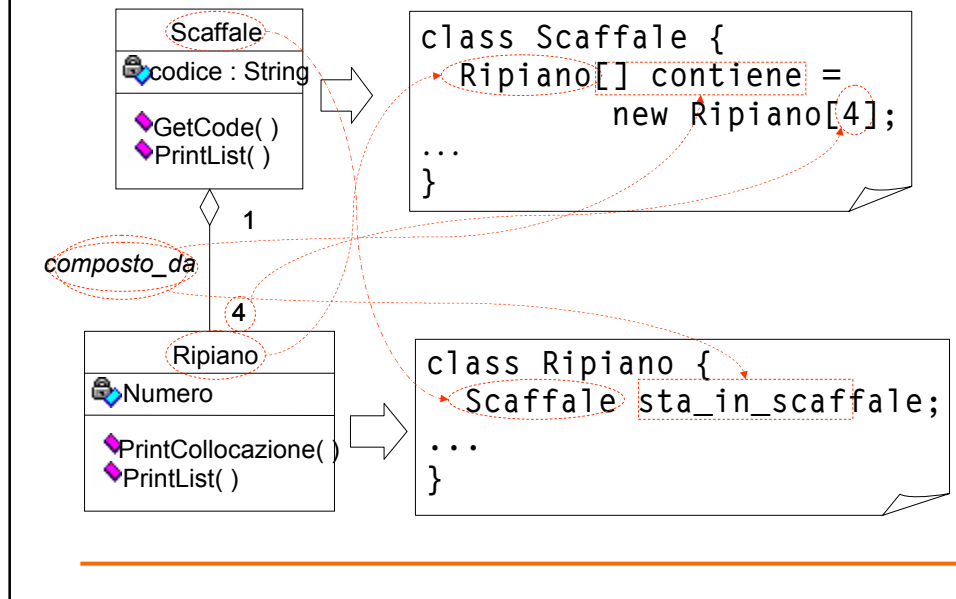 Scaffale
codice : String
GetCode( )
PrintList( )
class Scaffale {
Ripiano[] contiene =
new Ripiano[4];
...
}
1
composto_da
4
Ripiano
Numero
PrintCollocazione( )
PrintList( )
class Ripiano {
Scaffale sta_in_scaffale;
...
}